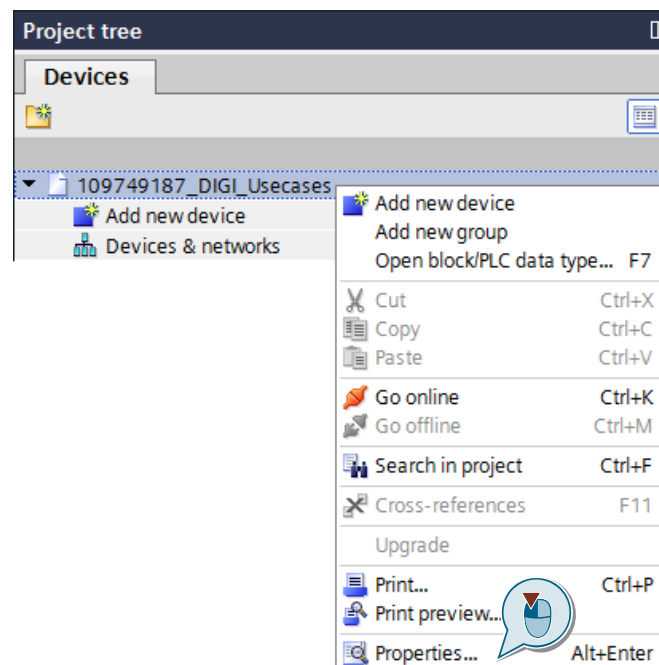 Project tree
Devices
109749187_DIGI_Usecases
Add new device
Devices & networks
Add new device
Add new group
Open block/PLC data type... F7
Cut Ctrl+X
Copy Ctrl+C
Paste Ctrl+V
Go online Ctrl+K
Go offline Ctrl+M
Search in project Ctrl+F
Cross-references F11
Upgrade
Print... Ctrl+P
Print preview...
Properties... Alt+Enter